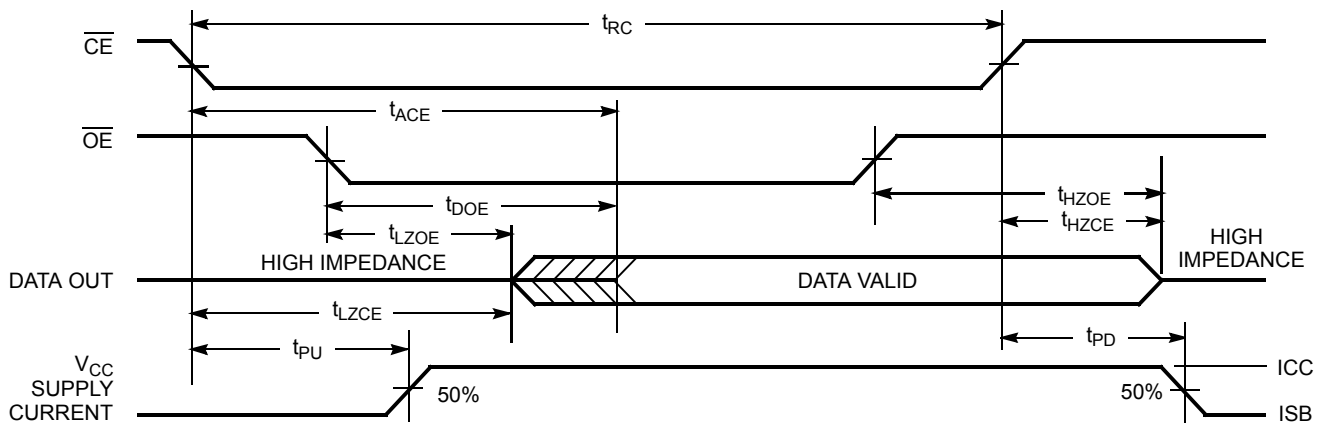 tRC
CE
tACE
OE
tHZOE
tDOE
tHZCE
tLZOE
HIGH IMPEDANCE
HIGH
IMPEDANCE
DATA OUT
DATA VALID
tLZCE
tPU
tPD
VCC
SUPPLY
CURRENT
50%
50%
ICC
ISB